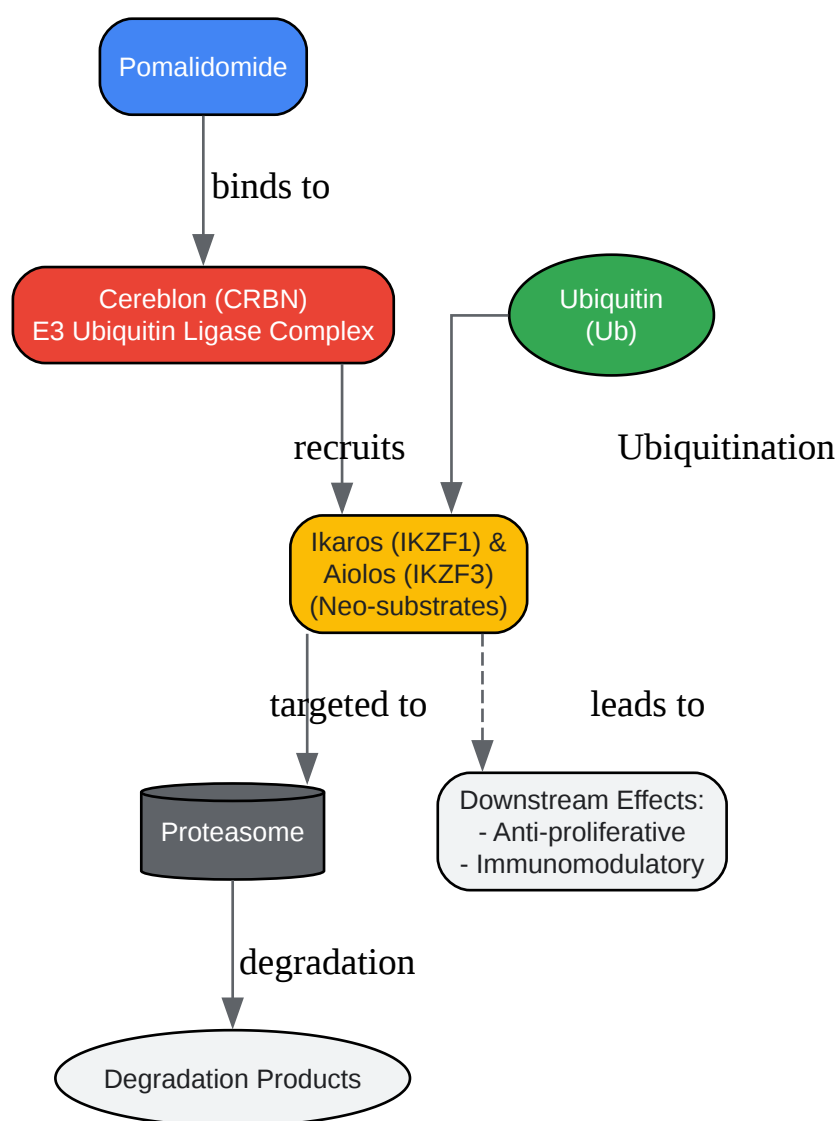 Pomalidomide
binds to
Cereblon (CRBN)
E3 Ubiquitin Ligase Complex
Ubiquitin
(Ub)
recruits
Ubiquitination
Ikaros (IKZF1) &
Aiolos (IKZF3)
(Neo-substrates)
targeted to
leads to
Proteasome
Downstream Effects:
- Anti-proliferative
- Immunomodulatory
degradation
Degradation Products